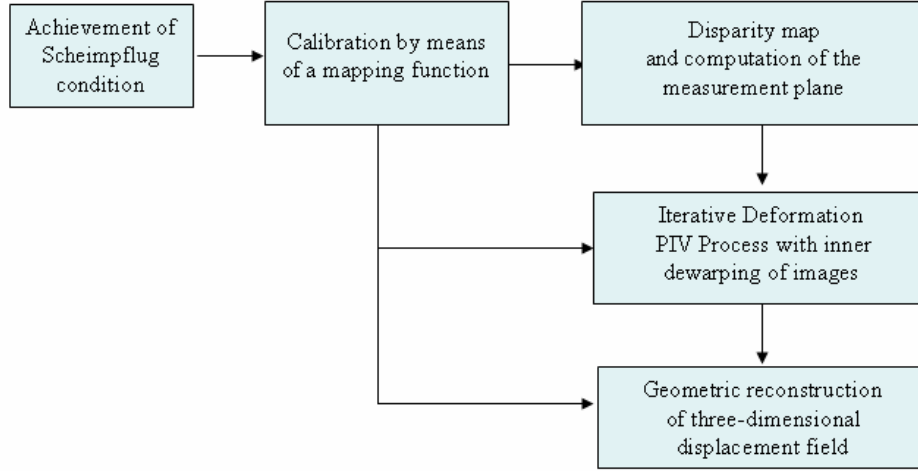 Achievement of
Scheimpflug
condition
Calibration by means
of a mapping function
Disparity map
and computation of the
measurement plane
Iterative Deformation
PIV Process with inner
dewarping of images
Geometric reconstruction
of three-dimensional
displacement field